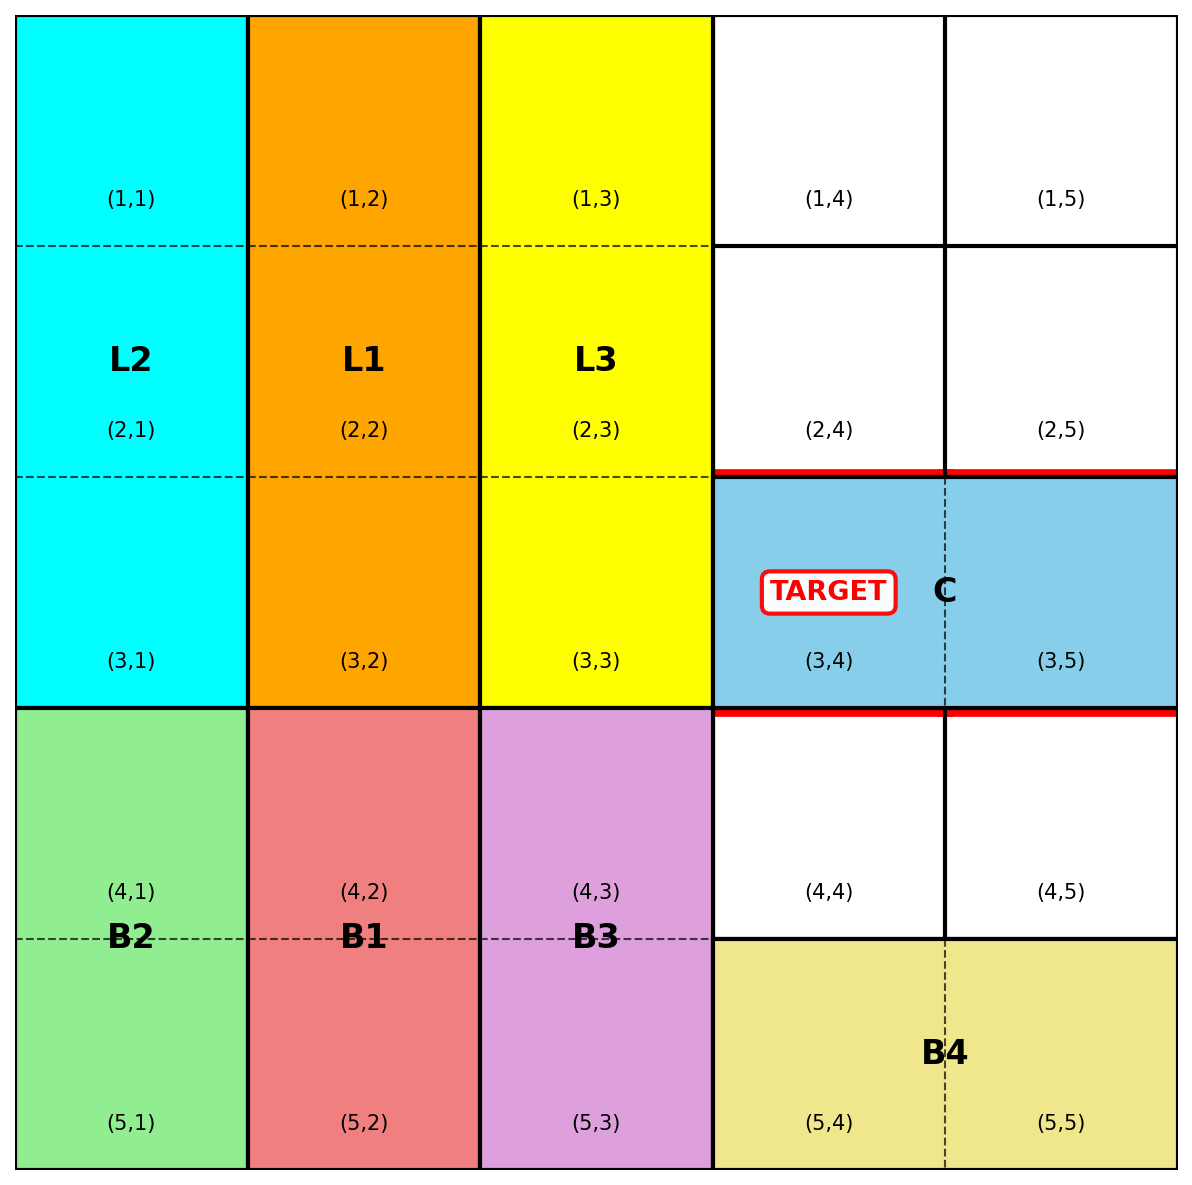 (1,1) (1,2) (1,3) (1,4) (1,5)
L2 L1 L3
(2,1) (2,2) (2,3) (2,4) (2,5)
TARGET C
(3,1) (3,2) (3,3) (3,4) (3,5)
(4,1) (4,2) (4,3) (4,4) (4,5)
B2 B1 B3
B4
(5,1) (5,2) (5,3) (5,4) (5,5)